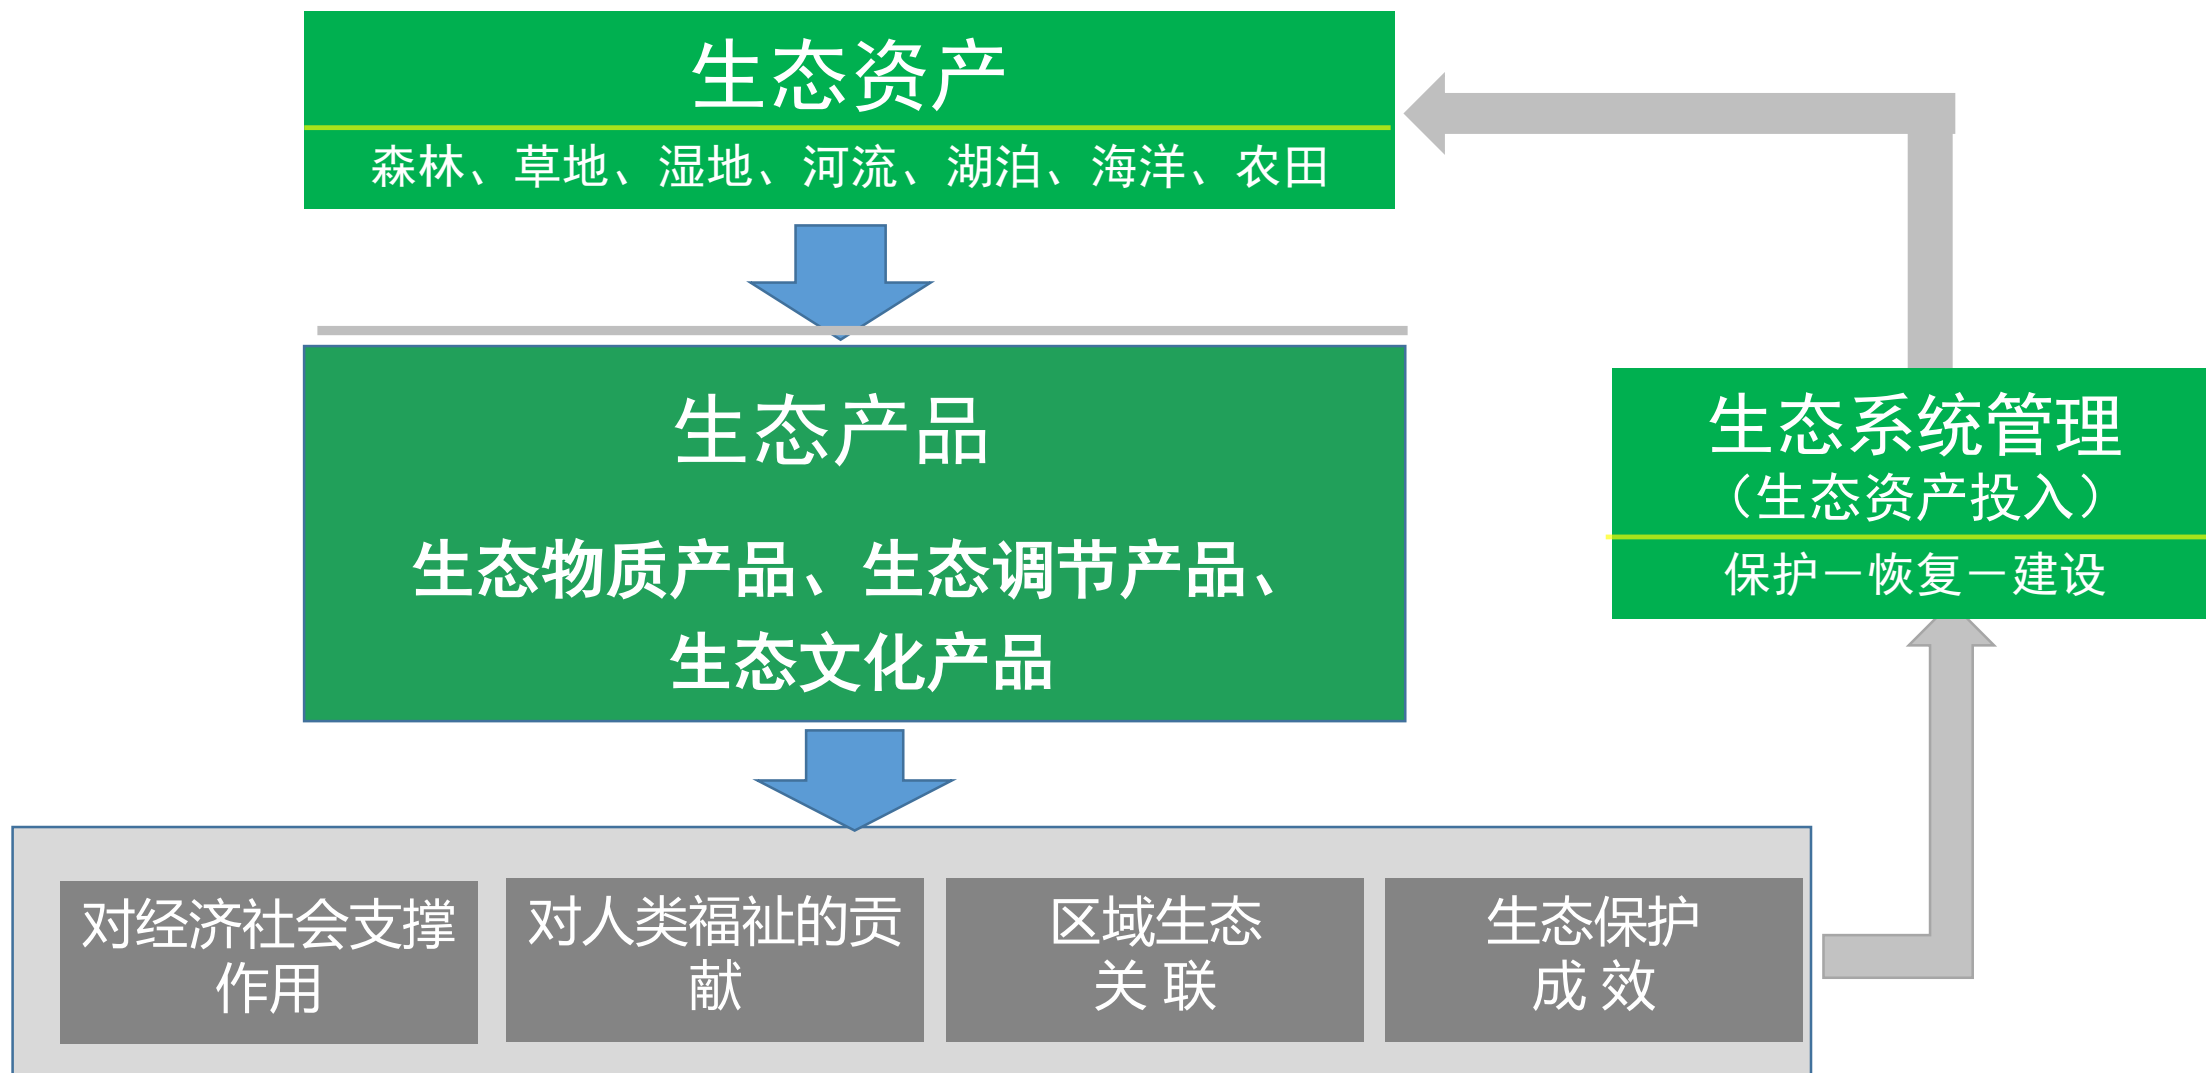 生态资产
森林、草地、湿地、河流、湖泊、海洋、农田
生态产品
生态物质产品、生态调节产品、
生态文化产品
生态系统管理
（生态资产投入）
保护－恢复－建设
对经济社会支撑
作用
对人类福祉的贡
献
区域生态
关 联
生态保护
成 效